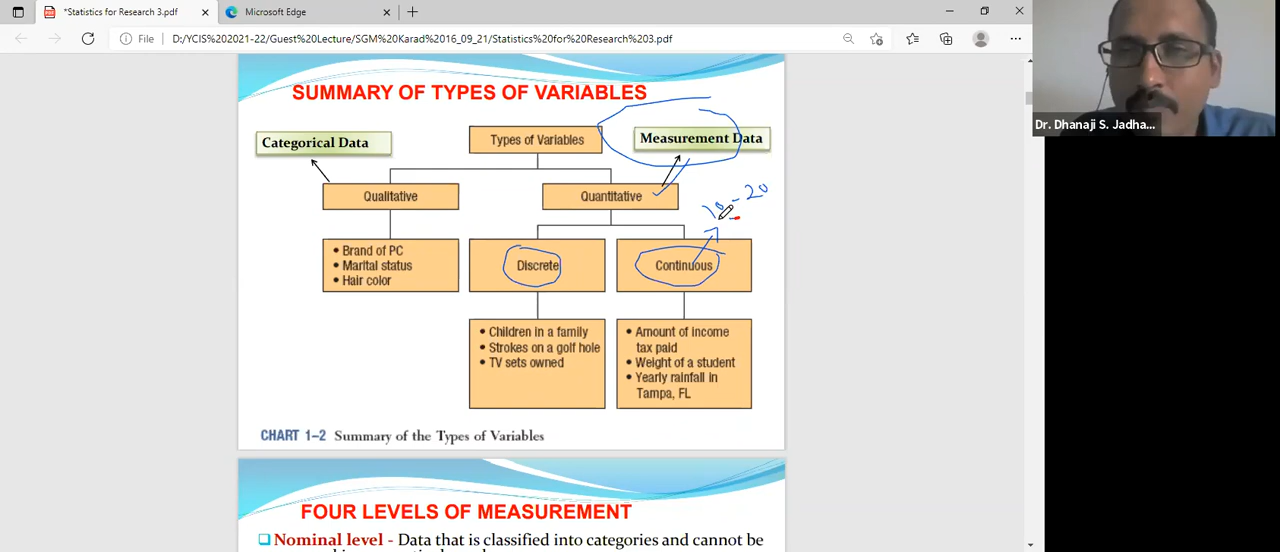 *Statistics for Research 3.pdf
Microsoft Edge
File
D:/YCIS%202021-22/Guest%20Lecture/SGM%20Karad%2016_09_21/Statistics%20for%20Research%203.pdf
SUMMARY OF TYPES OF VARIABLES
Categorical Data
Types of Variables
Measurement Data
Qualitative
Quantitative
10-20
• Brand of PC
• Marital status
• Hair color
Discrete
Continuous
• Children in a family
• Strokes on a golf hole
• TV sets owned
• Amount of income
tax paid
• Weight of a student
• Yearly rainfall in
Tampa, FL
CHART 1–2 Summary of the Types of Variables
FOUR LEVELS OF MEASUREMENT
Nominal level - Data that is classified into categories and cannot be
Dr. Dhanaji S. Jadha...